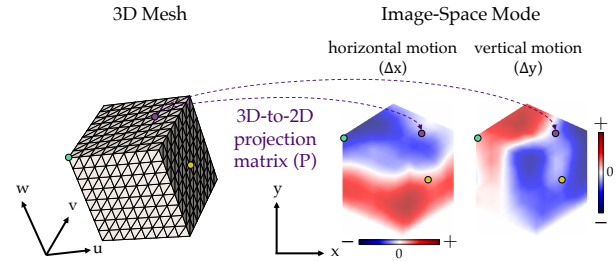 3D Mesh
Image-Space Mode
horizontal motion
(Δx)
vertical motion
(Δy)
3D-to-2D
projection
matrix (P)
w
v
u
y
x
− 0 +
+
0
−